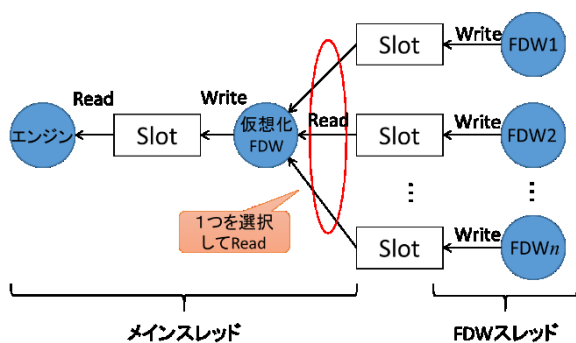 Write
Slot
FDW1
Read
Write
Write
エンジン
Slot
仮想化
FDW
Read
Slot
FDW2
⋮
⋮
1つを選択
してRead
Write
Slot
FDWn
メインスレッド
FDWスレッド